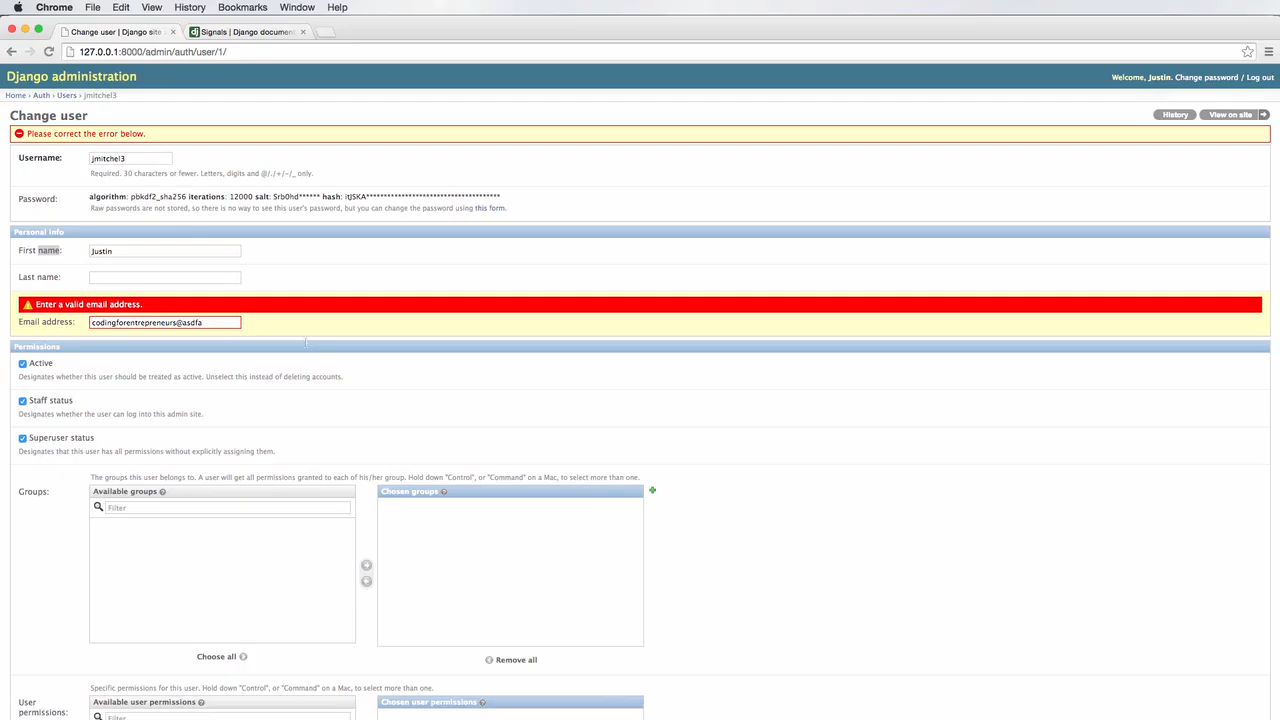 Chrome File Edit View History Bookmarks Window Help
Change user | Django site × Signals | Django document ×
127.0.0.1:8000/admin/auth/user/1/
Django administration
Welcome, Justin. Change password / Log out
Home › Auth › Users › jmitchel3
Change user
History View on site
Please correct the error below.
Username: jmitchel3
Required. 30 characters or fewer. Letters, digits and @/./+/-/_ only.
Password: algorithm: pbkdf2_sha256 iterations: 12000 salt: Srb0hd****** hash: itJSKA**************************************
Raw passwords are not stored, so there is no way to see this user's password, but you can change the password using this form.
Personal info
First name: Justin
Last name:
Enter a valid email address.
Email address: codingforentrepreneurs@asdfa
Permissions
Active
Designates whether this user should be treated as active. Unselect this instead of deleting accounts.
Staff status
Designates whether the user can log into this admin site.
Superuser status
Designates that this user has all permissions without explicitly assigning them.
The groups this user belongs to. A user will get all permissions granted to each of his/her group. Hold down "Control", or "Command" on a Mac, to select more than one.
Groups: Available groups Chosen groups
Filter
Choose all Remove all
Specific permissions for this user. Hold down "Control", or "Command" on a Mac, to select more than one.
User permissions: Available user permissions Chosen user permissions
Filter